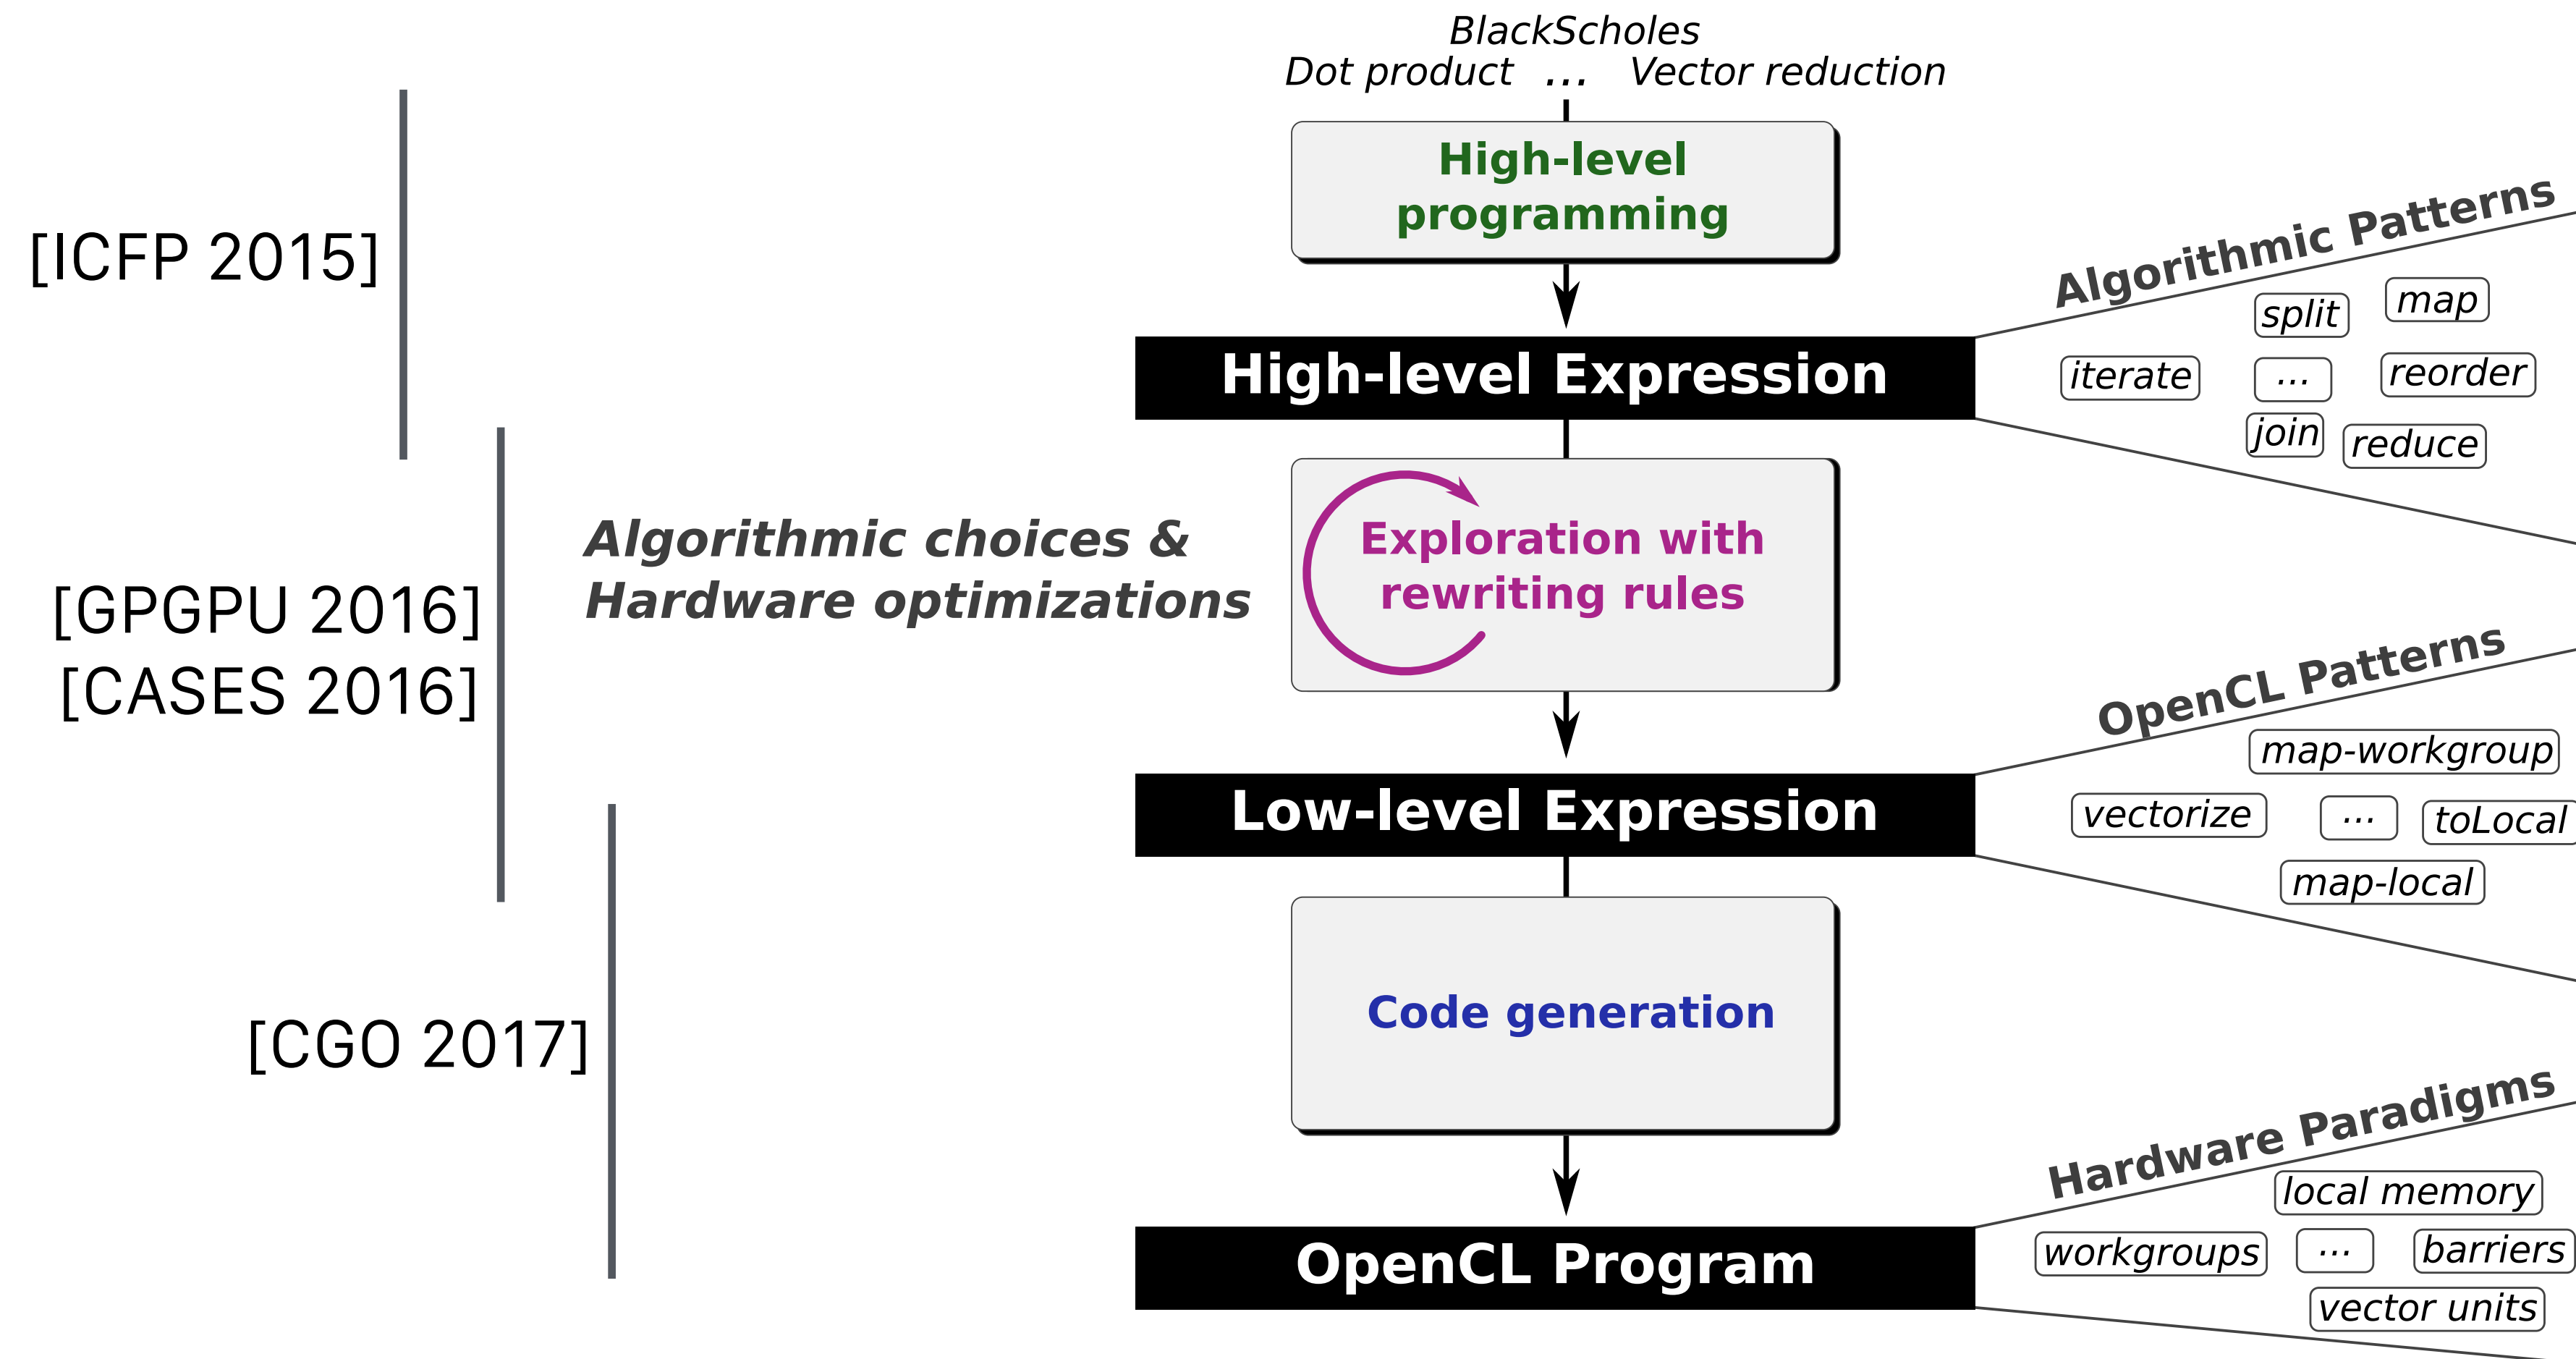 BlackScholes
Dot product ... Vector reduction
High-level
programming
[ICFP 2015]
High-level Expression
Algorithmic Patterns
split
map
iterate
...
reorder
join
reduce
Algorithmic choices &
Hardware optimizations
Exploration with
rewriting rules
[GPGPU 2016]
[CASES 2016]
Low-level Expression
OpenCL Patterns
map-workgroup
vectorize
...
toLocal
map-local
Code generation
[CGO 2017]
OpenCL Program
Hardware Paradigms
local memory
workgroups
...
barriers
vector units